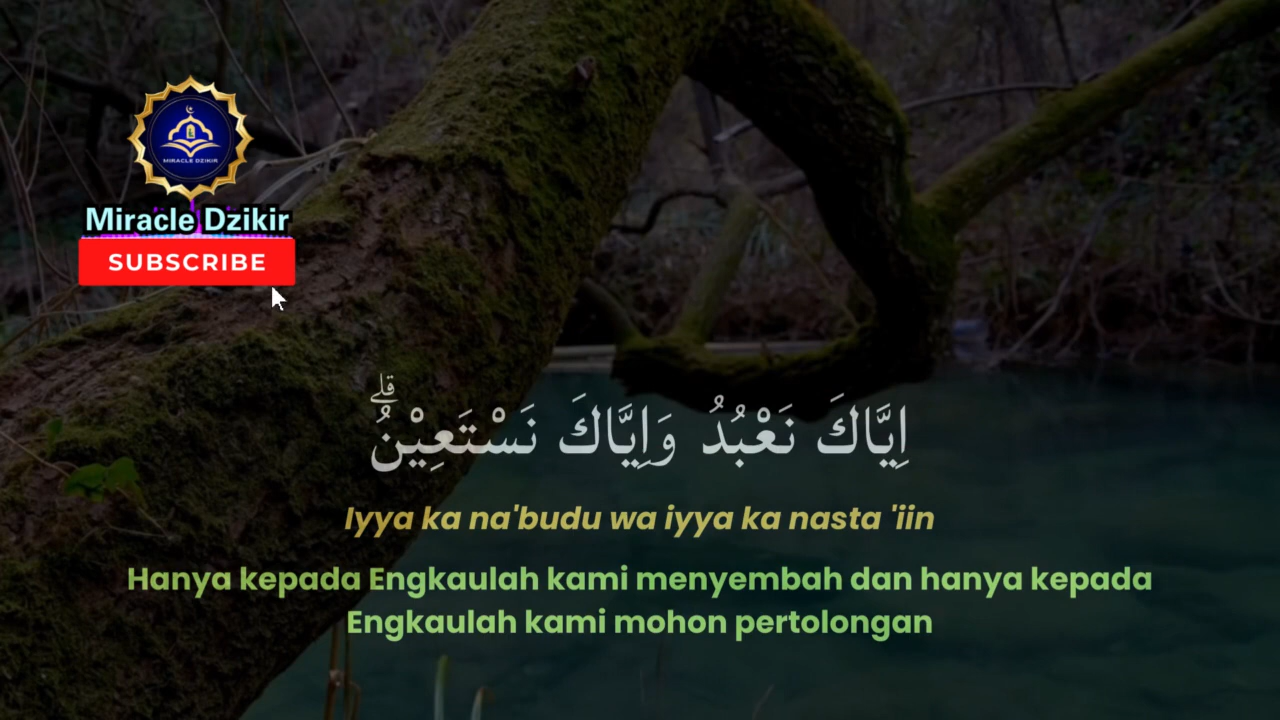 MIRACLE DZIKIR
Miracle Dzikir
SUBSCRIBE
اِيَّاكَ نَعْبُدُ وَاِيَّاكَ نَسْتَعِيْنُۗ
Iyya ka na'budu wa iyya ka nasta 'iin
Hanya kepada Engkaulah kami menyembah dan hanya kepada
Engkaulah kami mohon pertolongan